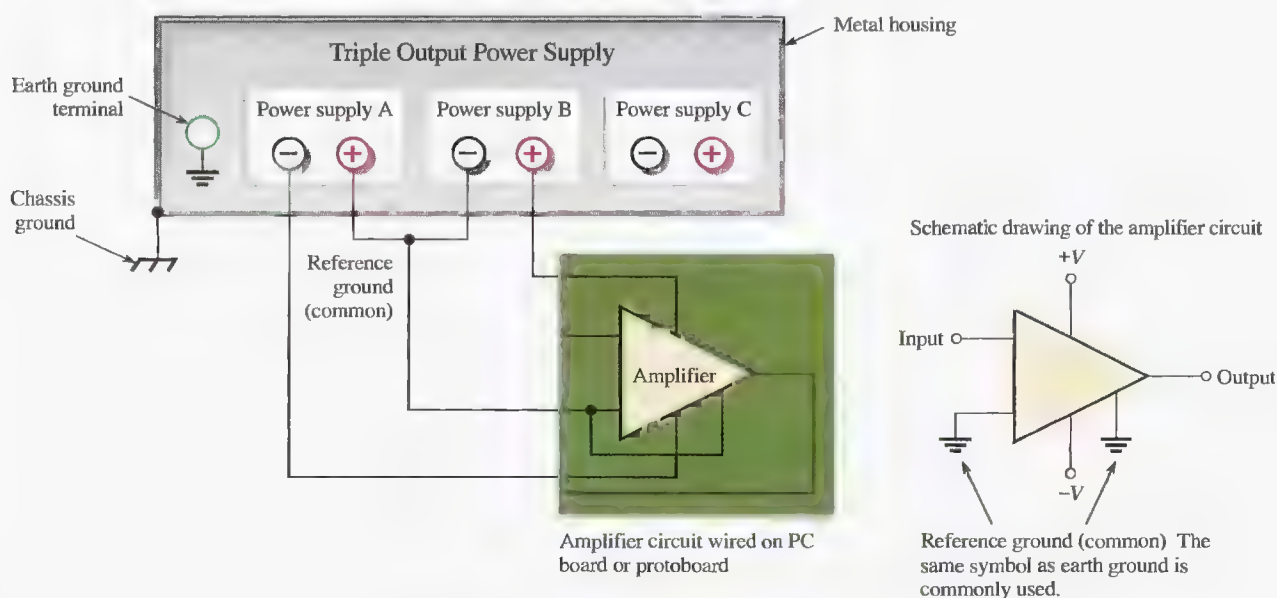 Metal housing
Triple Output Power Supply
Earth ground
terminal
Power supply A
Power supply B
Power supply C
− +
− +
− +
Chassis
ground
Reference
ground
(common)
Schematic drawing of the amplifier circuit
+V
Input
Output
Amplifier
−V
Amplifier circuit wired on PC
board or protoboard
Reference ground (common) The
same symbol as earth ground is
commonly used.